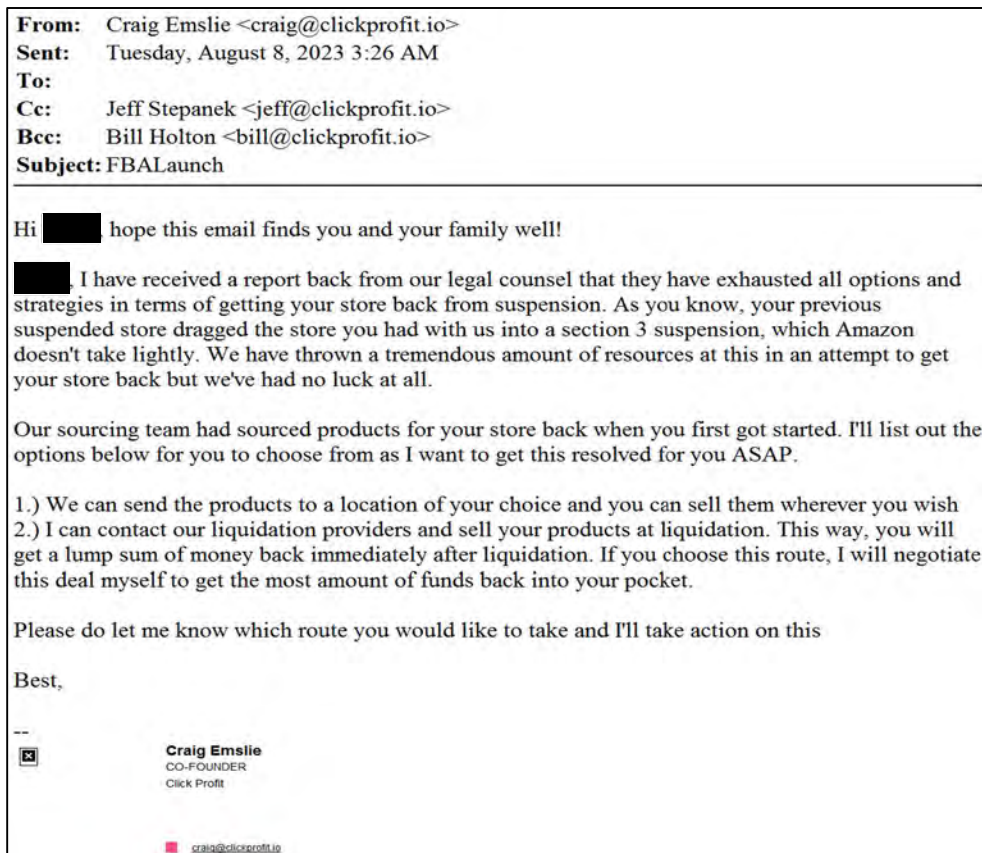 From: Craig Emslie <craig@clickprofit.io>
Sent: Tuesday, August 8, 2023 3:26 AM
To:
Cc: Jeff Stepanek <jeff@clickprofit.io>
Bcc: Bill Holton <bill@clickprofit.io>
Subject: FBALaunch
Hi , hope this email finds you and your family well!
, I have received a report back from our legal counsel that they have exhausted all options and
strategies in terms of getting your store back from suspension. As you know, your previous
suspended store dragged the store you had with us into a section 3 suspension, which Amazon
doesn't take lightly. We have thrown a tremendous amount of resources at this in an attempt to get
your store back but we've had no luck at all.
Our sourcing team had sourced products for your store back when you first got started. I'll list out the
options below for you to choose from as I want to get this resolved for you ASAP.
1.) We can send the products to a location of your choice and you can sell them wherever you wish
2.) I can contact our liquidation providers and sell your products at liquidation. This way, you will
get a lump sum of money back immediately after liquidation. If you choose this route, I will negotiate
this deal myself to get the most amount of funds back into your pocket.
Please do let me know which route you would like to take and I'll take action on this
Best,
--
Craig Emslie
CO-FOUNDER
Click Profit
craig@clickprofit.io